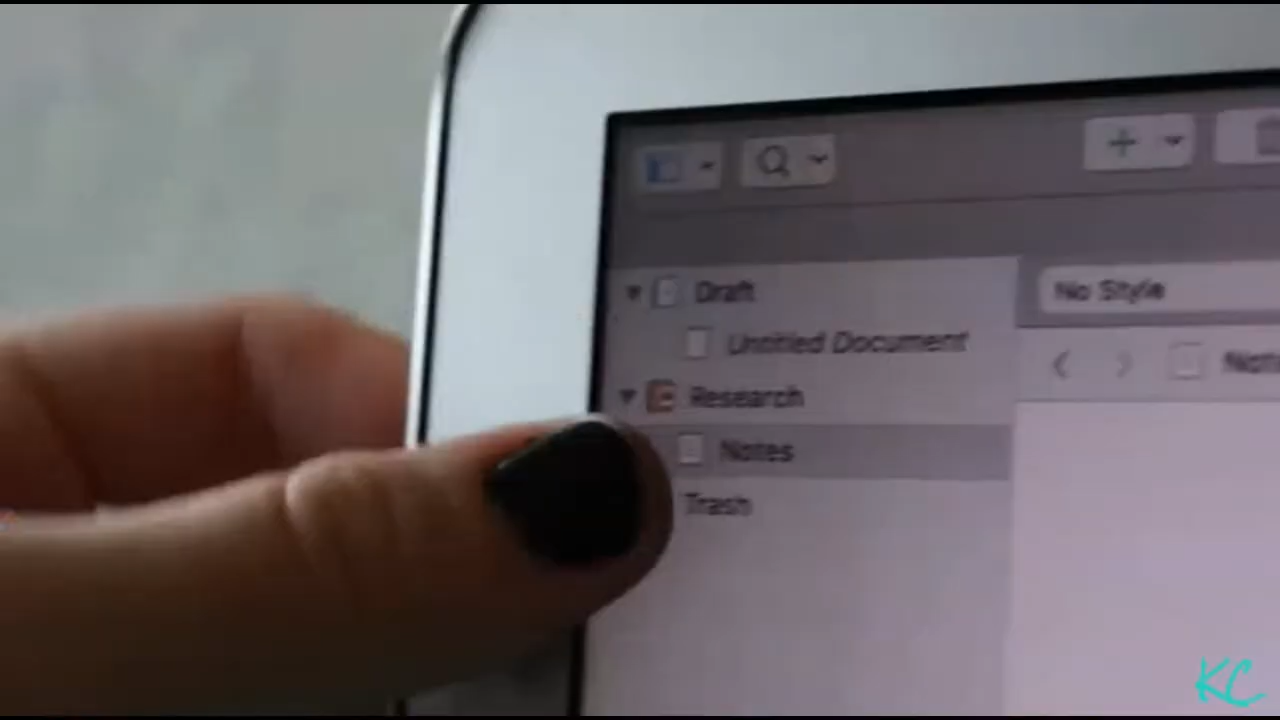 Draft
No Style
Untitled Document
Research
Notes
Trash
KC